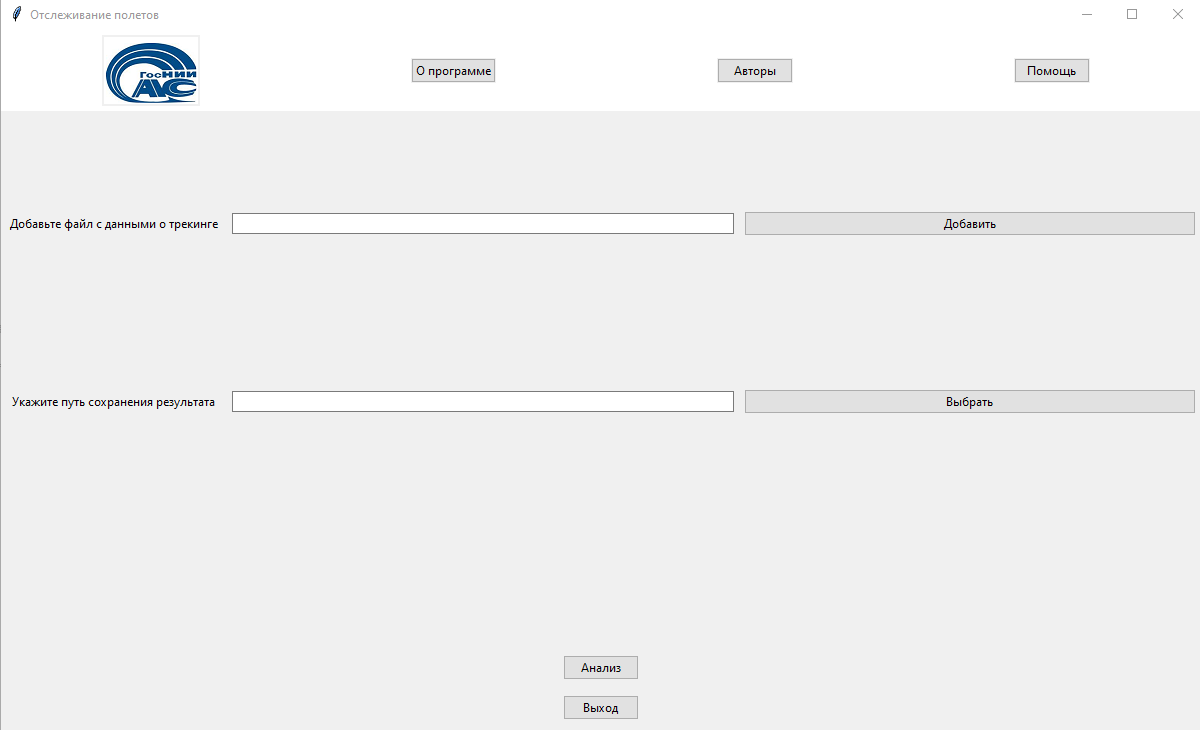 Отслеживание полетов
ГосНИИ
АС
О программе
Авторы
Помощь
Добавьте файл с данными о трекинге
Добавить
Укажите путь сохранения результата
Выбрать
Анализ
Выход